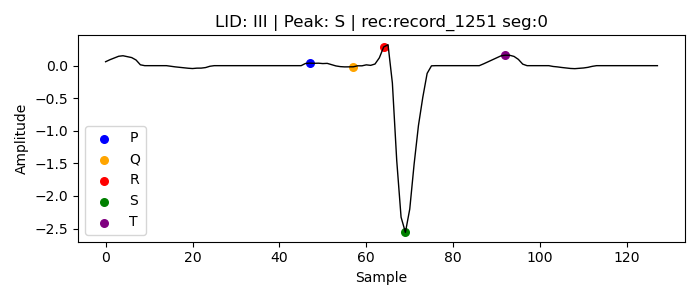 LID: III | Peak: S | rec:record_1251 seg:0
Amplitude
0.0
−0.5
−1.0
−1.5
−2.0
−2.5
P
Q
R
S
T
0 20 40 60 80 100 120
Sample